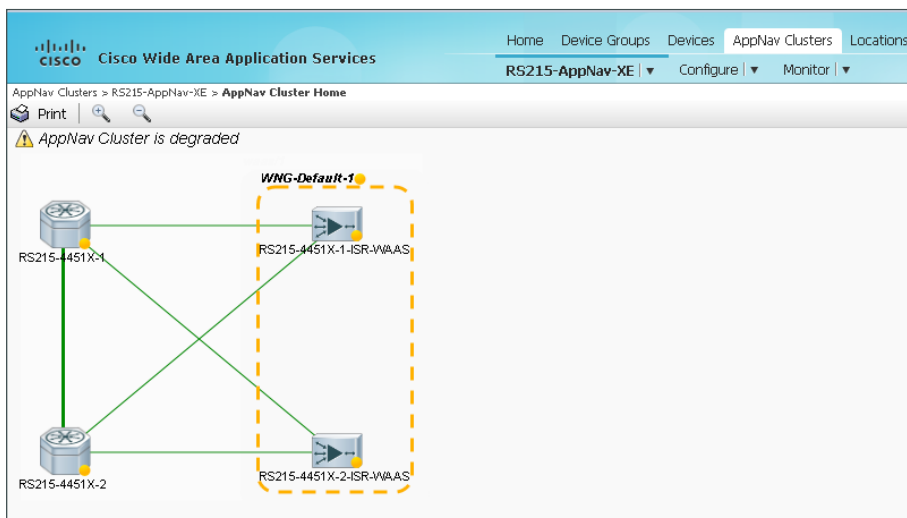 Home Device Groups Devices AppNav Clusters Locations
CISCO Cisco Wide Area Application Services
RS215-AppNav-XE | ▼ Configure | ▼ Monitor | ▼
AppNav Clusters > RS215-AppNav-XE > AppNav Cluster Home
Print
AppNav Cluster is degraded
WNG-Default-1
RS215-4451X-1
RS215-4451X-1-ISR-WAAS
RS215-4451X-2
RS215-4451X-2-ISR-WAAS